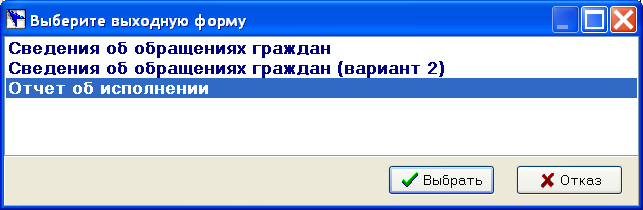 Выберите выходную форму
Сведения об обращениях граждан
Сведения об обращениях граждан (вариант 2)
Отчет об исполнении
Выбрать
Отказ